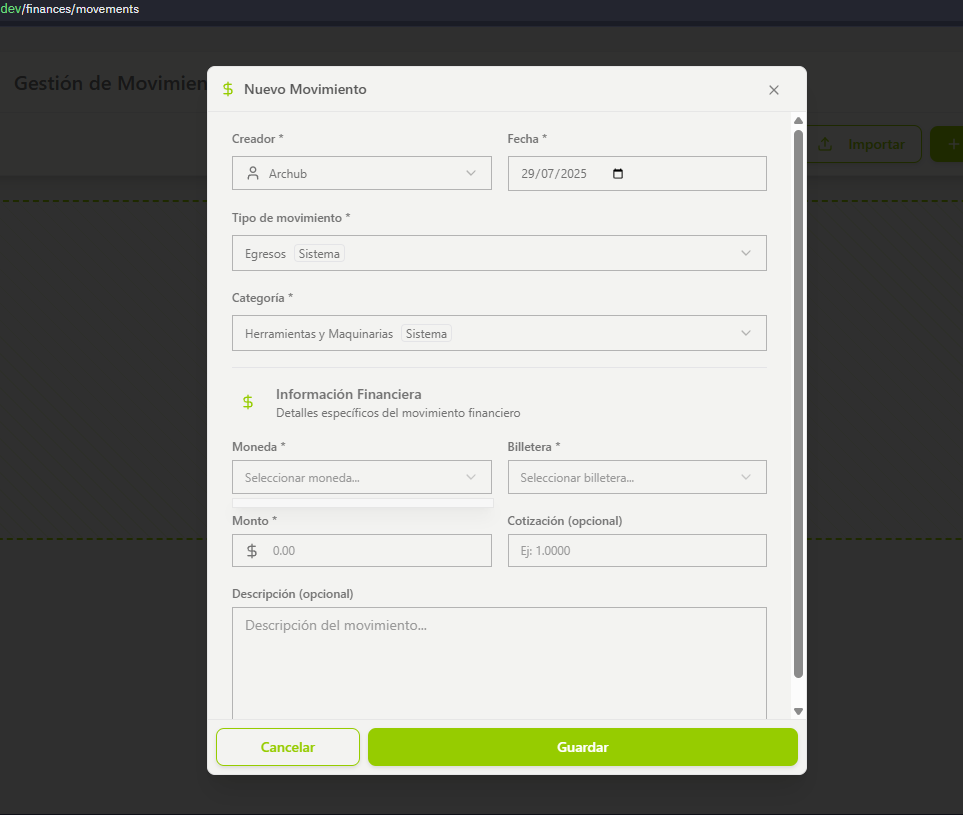 dev/finances/movements
Gestión de Movimien
$ Nuevo Movimiento
Importar
Creador * Fecha *
Archub 29/07/2025
Tipo de movimiento *
Egresos Sistema
Categoría *
Herramientas y Maquinarias Sistema
$ Información Financiera
Detalles específicos del movimiento financiero
Moneda * Billetera *
Seleccionar moneda... Seleccionar billetera...
Monto * Cotización (opcional)
$ 0.00 Ej: 1.0000
Descripción (opcional)
Descripción del movimiento...
Cancelar Guardar